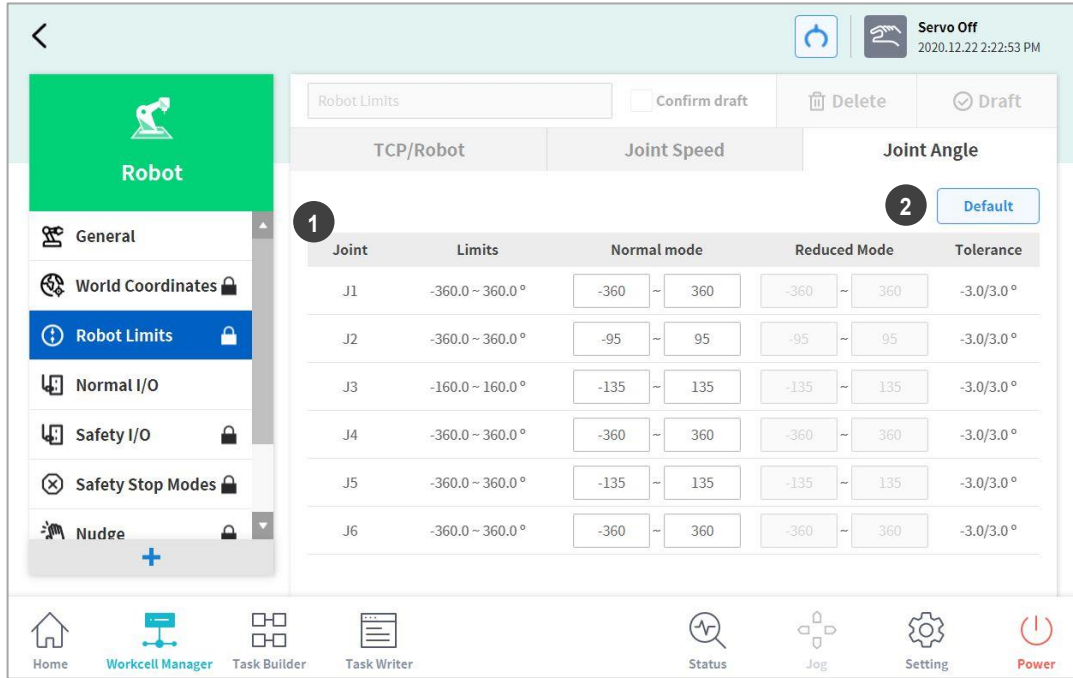 Servo Off
2020.12.22 2:22:53 PM
Robot
General
World Coordinates
Robot Limits
Normal I/O
Safety I/O
Safety Stop Modes
Nudge
+
Robot Limits Confirm draft Delete Draft
TCP/Robot Joint Speed Joint Angle
1
2 Default
Joint Limits Normal mode Reduced Mode Tolerance
J1 -360.0 ~ 360.0 º -360 ~ 360 -360 ~ 360 -3.0/3.0 º
J2 -360.0 ~ 360.0 º -95 ~ 95 -95 ~ 95 -3.0/3.0 º
J3 -160.0 ~ 160.0 º -135 ~ 135 -135 ~ 135 -3.0/3.0 º
J4 -360.0 ~ 360.0 º -360 ~ 360 -360 ~ 360 -3.0/3.0 º
J5 -360.0 ~ 360.0 º -135 ~ 135 -135 ~ 135 -3.0/3.0 º
J6 -360.0 ~ 360.0 º -360 ~ 360 -360 ~ 360 -3.0/3.0 º
Home Workcell Manager Task Builder Task Writer Status Jog Setting Power